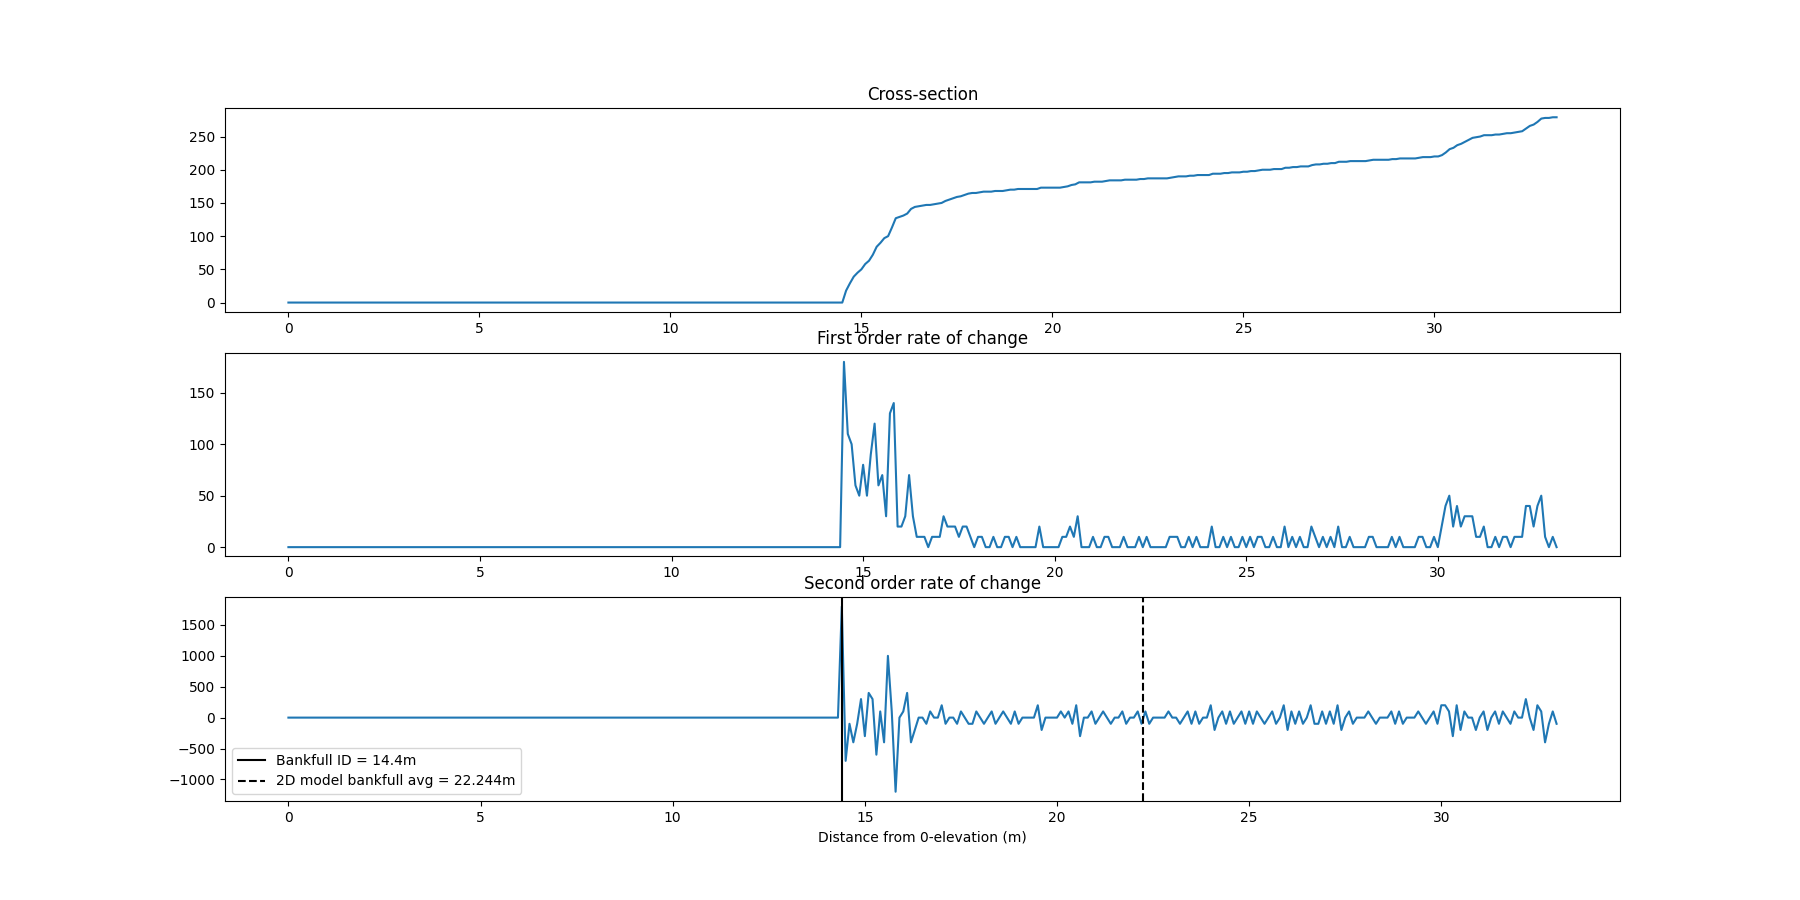 Cross-section
250
200
150
100
50
0
0 5 10 15 20 25 30
First order rate of change
150
100
50
0
0 5 10 15 20 25 30
Second order rate of change
1500
1000
500
0
−500
−1000
Bankfull ID = 14.4m
2D model bankfull avg = 22.244m
0 5 10 15 20 25 30
Distance from 0-elevation (m)